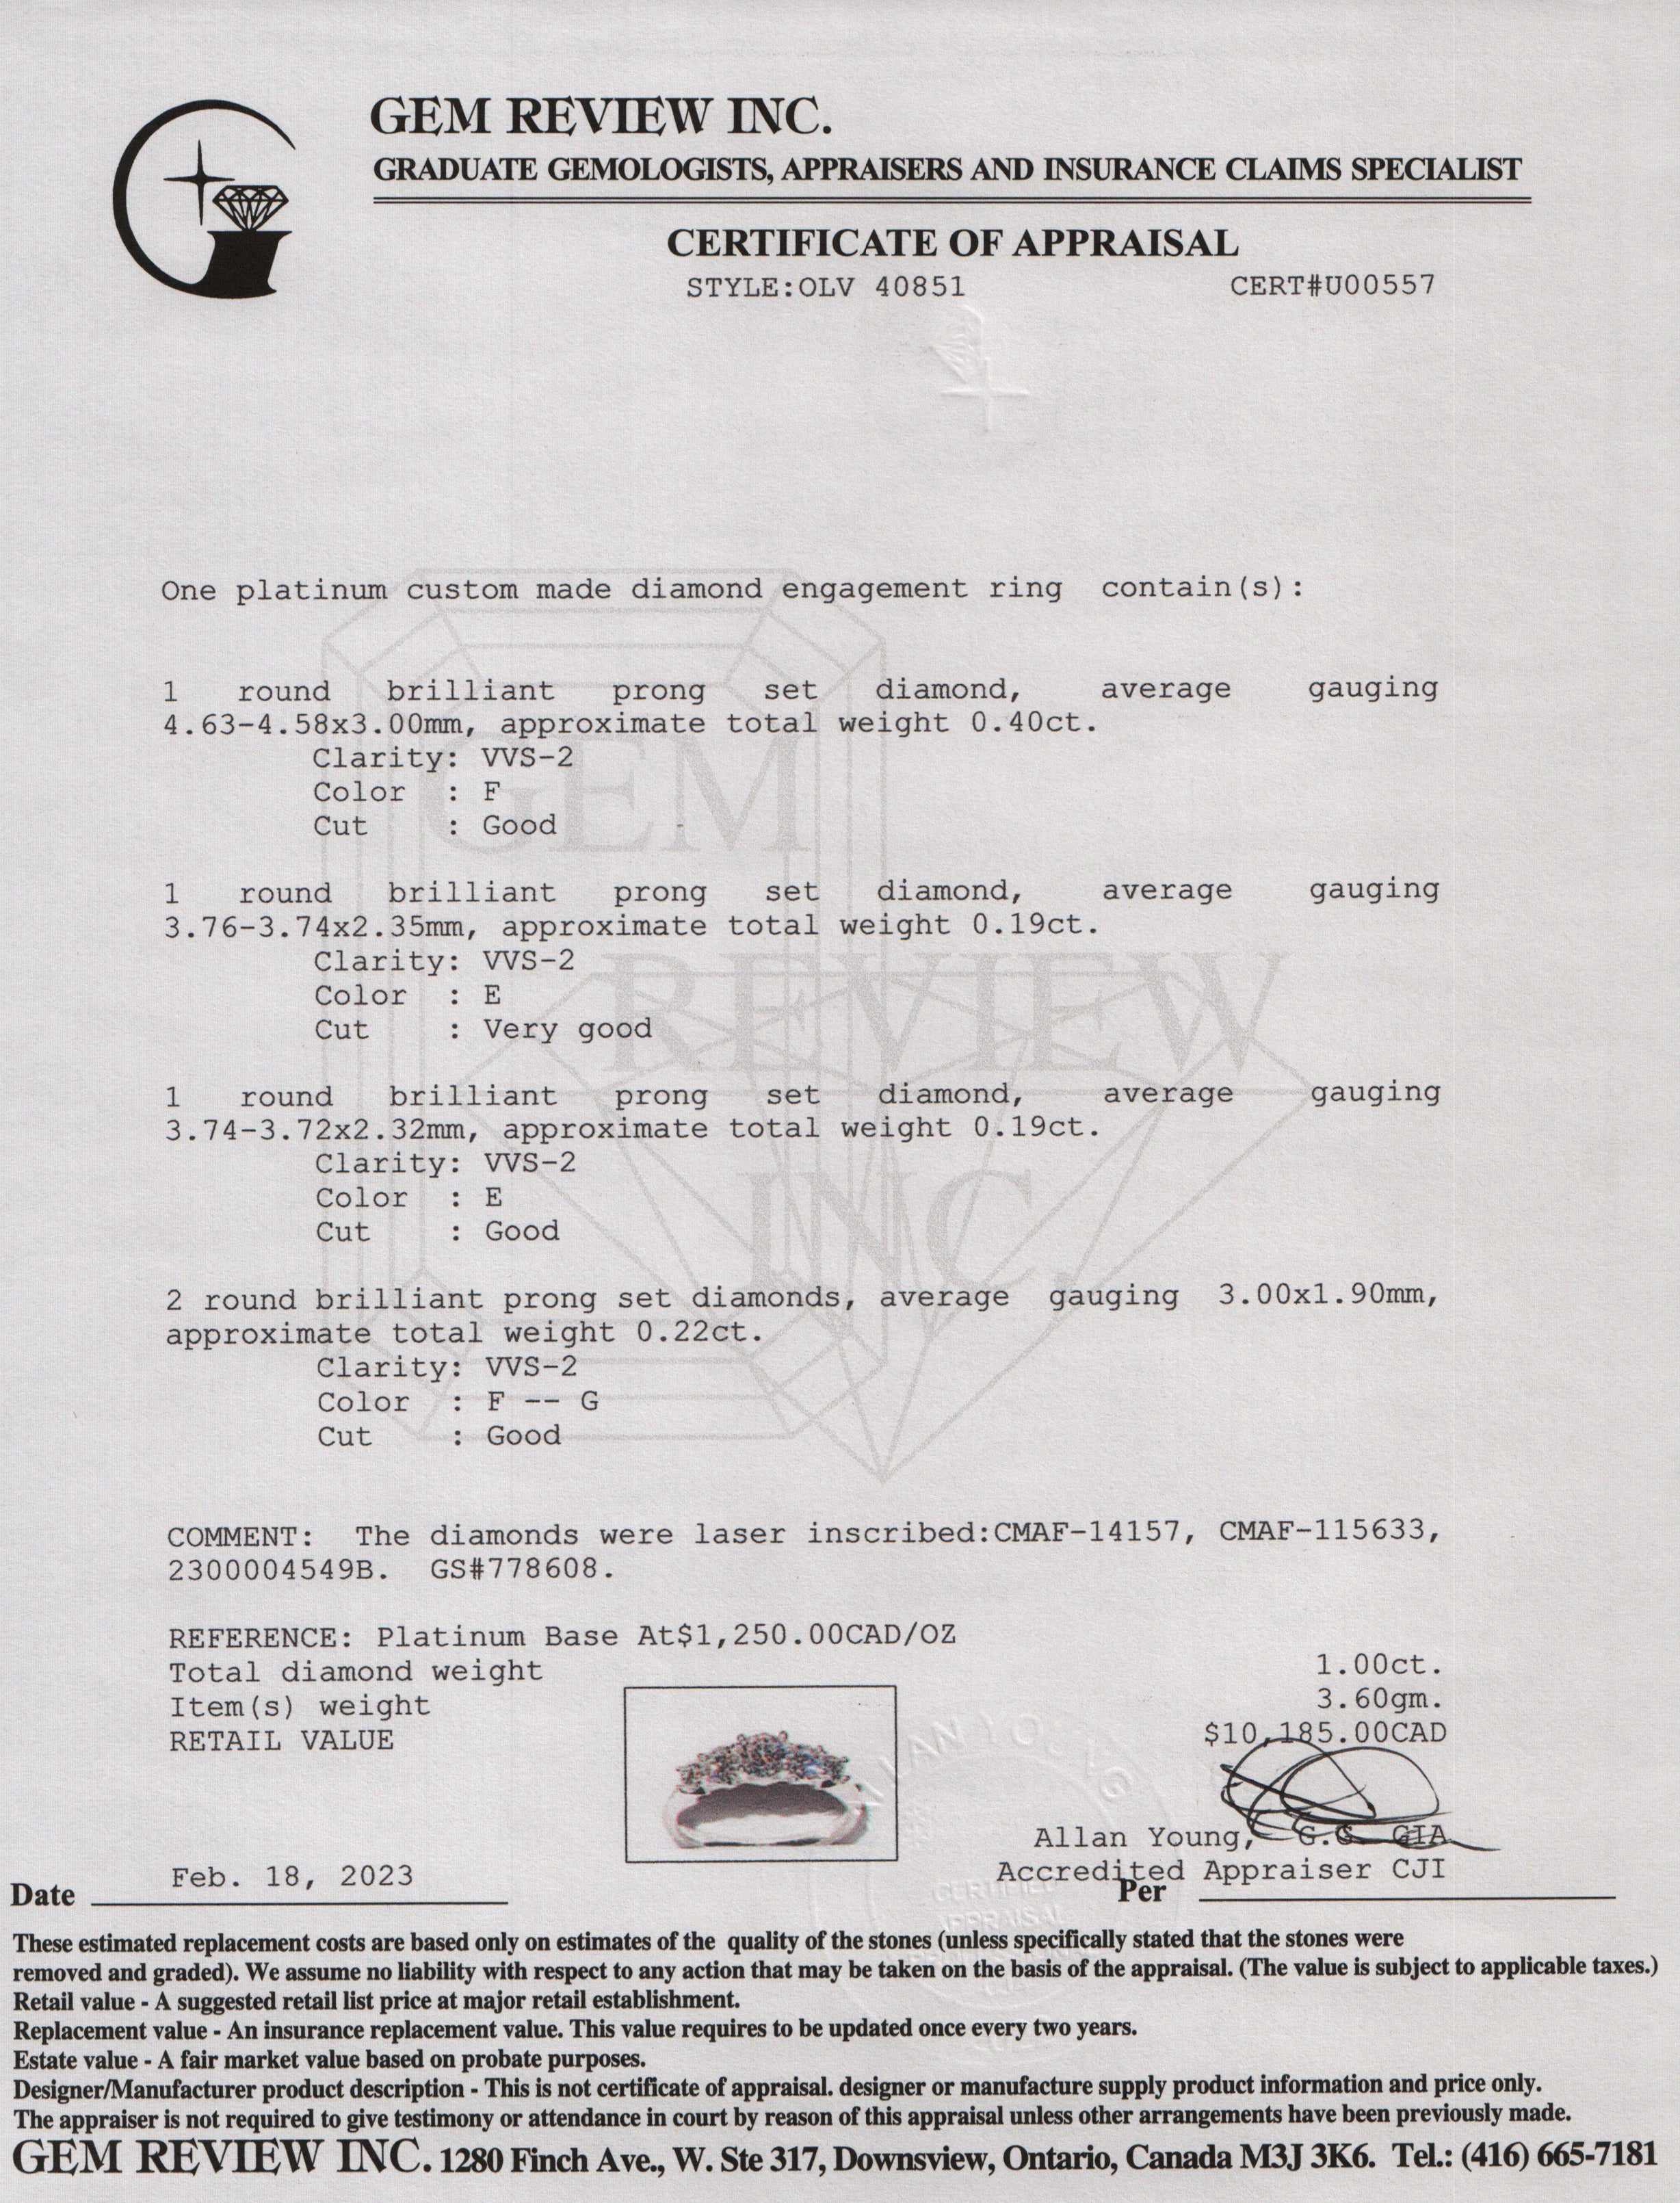 GEM REVIEW INC.
GRADUATE GEMOLOGISTS, APPRAISERS AND INSURANCE CLAIMS SPECIALIST
CERTIFICATE OF APPRAISAL
STYLE:OLV 40851 CERT#U00557
One platinum custom made diamond engagement ring contain(s):
1 round brilliant prong set diamond, average gauging
4.63-4.58x3.00mm, approximate total weight 0.40ct.
Clarity: VVS-2
Color : F
Cut : Good
1 round brilliant prong set diamond, average gauging
3.76-3.74x2.35mm, approximate total weight 0.19ct.
Clarity: VVS-2
Color : E
Cut : Very good
1 round brilliant prong set diamond, average gauging
3.74-3.72x2.32mm, approximate total weight 0.19ct.
Clarity: VVS-2
Color : E
Cut : Good
2 round brilliant prong set diamonds, average gauging 3.00x1.90mm,
approximate total weight 0.22ct.
Clarity: VVS-2
Color : F -- G
Cut : Good
GEM
REVIEW
INC.
COMMENT: The diamonds were laser inscribed:CMAF-14157, CMAF-115633,
2300004549B. GS#778608.
REFERENCE: Platinum Base At$1,250.00CAD/OZ
Total diamond weight 1.00ct.
Item(s) weight 3.60gm.
RETAIL VALUE $10,185.00CAD
ALLAN YOUNG
CERTIFIED
APPRAISAL
Allan Young, G.G. GIA
Accredited Appraiser CJI
Date Feb. 18, 2023 Per
These estimated replacement costs are based only on estimates of the quality of the stones (unless specifically stated that the stones were
removed and graded). We assume no liability with respect to any action that may be taken on the basis of the appraisal. (The value is subject to applicable taxes.)
Retail value - A suggested retail list price at major retail establishment.
Replacement value - An insurance replacement value. This value requires to be updated once every two years.
Estate value - A fair market value based on probate purposes.
Designer/Manufacturer product description - This is not certificate of appraisal. designer or manufacture supply product information and price only.
The appraiser is not required to give testimony or attendance in court by reason of this appraisal unless other arrangements have been previously made.
GEM REVIEW INC. 1280 Finch Ave., W. Ste 317, Downsview, Ontario, Canada M3J 3K6. Tel.: (416) 665-7181